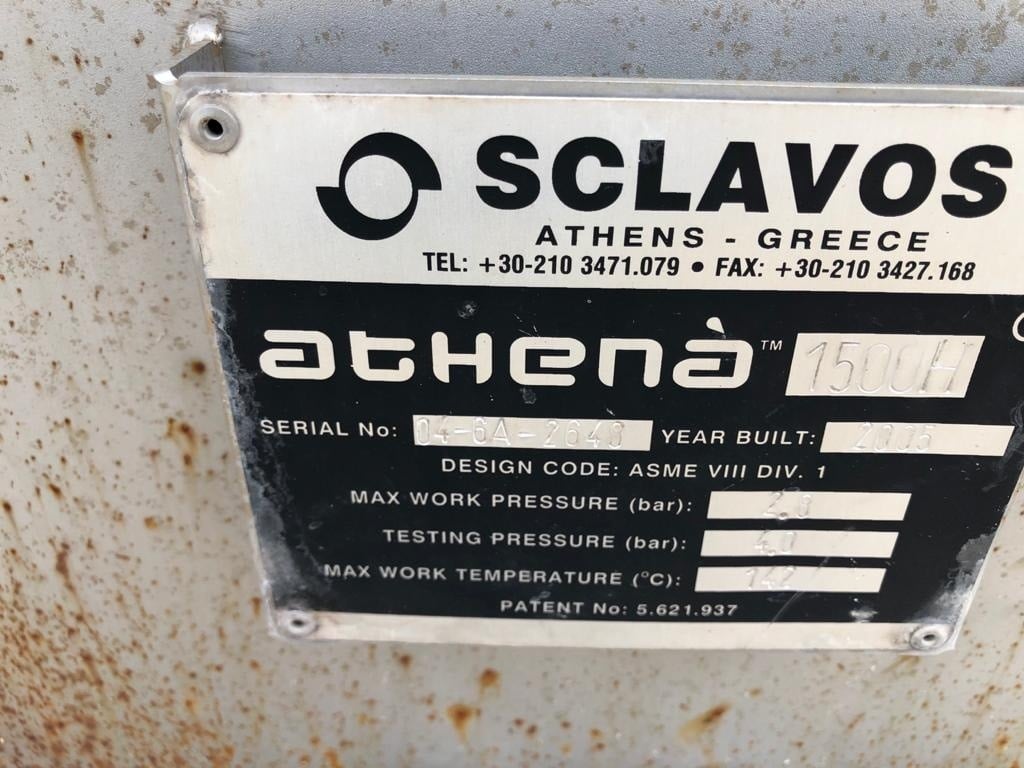 SCLAVOS
ATHENS - GREECE
TEL: +30-210 3471.079 • FAX: +30-210 3427.168
athenà™ 1500H
SERIAL No: 04-6A-2648 YEAR BUILT: 2005
DESIGN CODE: ASME VIII DIV. 1
MAX WORK PRESSURE (bar): 2.8
TESTING PRESSURE (bar): 4.0
MAX WORK TEMPERATURE (°C): 142
PATENT No: 5.621.937